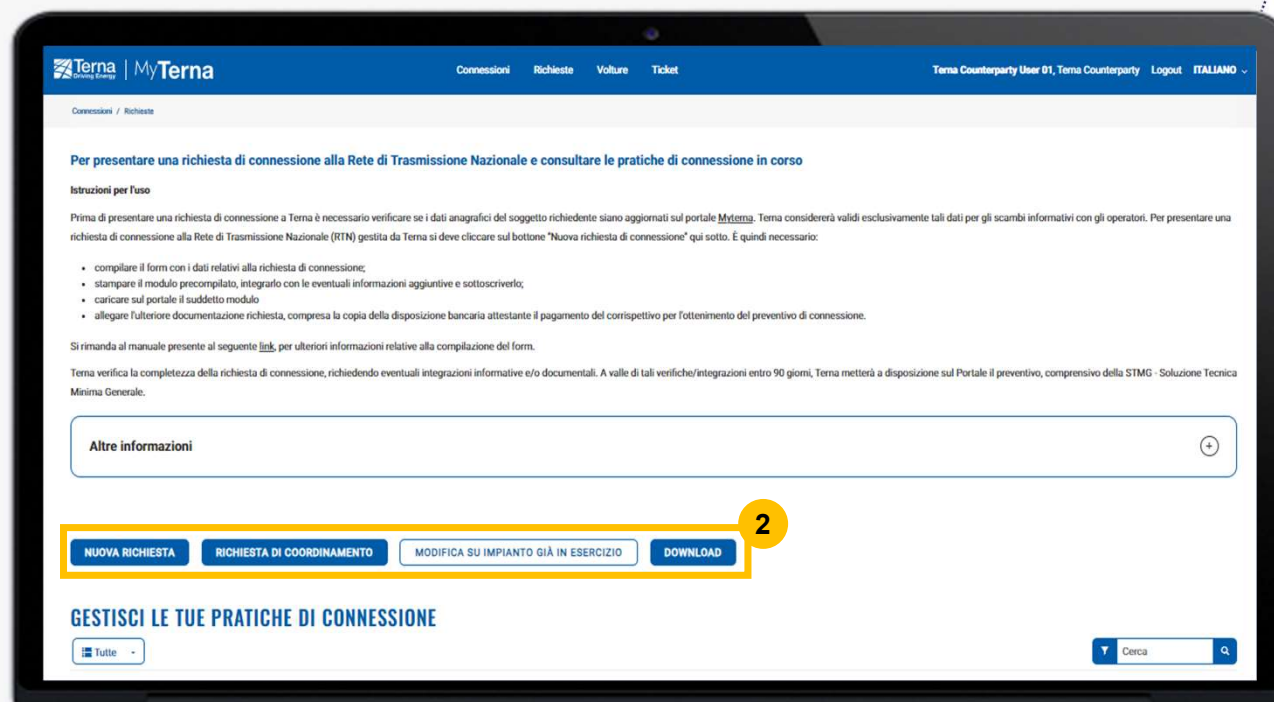 Terna Driving Energy | MyTerna
Connessioni Richieste Volture Ticket
Terna Counterparty User 01, Terna Counterparty Logout ITALIANO
Connessioni / Richieste
Per presentare una richiesta di connessione alla Rete di Trasmissione Nazionale e consultare le pratiche di connessione in corso
Istruzioni per l'uso
Prima di presentare una richiesta di connessione a Terna è necessario verificare se i dati anagrafici del soggetto richiedente siano aggiornati sul portale Myterna. Terna considererà validi esclusivamente tali dati per gli scambi informativi con gli operatori. Per presentare una
richiesta di connessione alla Rete di Trasmissione Nazionale (RTN) gestita da Terna si deve cliccare sul bottone "Nuova richiesta di connessione" qui sotto. È quindi necessario:
• compilare il form con i dati relativi alla richiesta di connessione;
• stampare il modulo precompilato, integrarlo con le eventuali informazioni aggiuntive e sottoscriverlo;
• caricare sul portale il suddetto modulo
• allegare l'ulteriore documentazione richiesta, compresa la copia della disposizione bancaria attestante il pagamento del corrispettivo per l'ottenimento del preventivo di connessione.
Si rimanda al manuale presente al seguente link, per ulteriori informazioni relative alla compilazione del form.
Terna verifica la completezza della richiesta di connessione, richiedendo eventuali integrazioni informative e/o documentali. A valle di tali verifiche/integrazioni entro 90 giorni, Terna metterà a disposizione sul Portale il preventivo, comprensivo della STMG - Soluzione Tecnica
Minima Generale.
Altre informazioni
2
NUOVA RICHIESTA RICHIESTA DI COORDINAMENTO MODIFICA SU IMPIANTO GIÀ IN ESERCIZIO DOWNLOAD
GESTISCI LE TUE PRATICHE DI CONNESSIONE
Tutte
Cerca